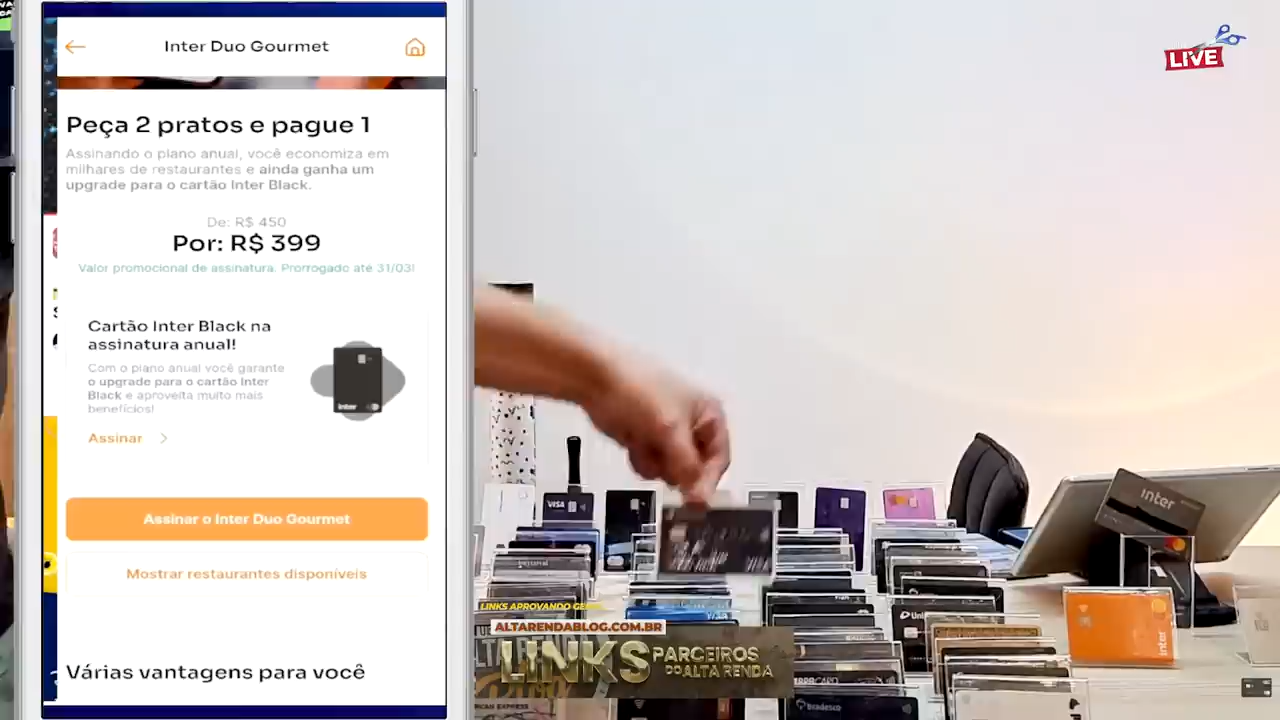 Inter Duo Gourmet
Peça 2 pratos e pague 1
Assinando o plano anual, você economiza em
milhares de restaurantes e ainda ganha um
upgrade para o cartão Inter Black.
De: R$ 450
Por: R$ 399
Valor promocional de assinatura. Prorrogado até 31/03!
Cartão Inter Black na
assinatura anual!
Com o plano anual você garante
o upgrade para o cartão Inter
Black e aproveita muito mais
benefícios!
inter
Assinar
Assinar o Inter Duo Gourmet
Mostrar restaurantes disponíveis
Várias vantagens para você
LIVE
VISA
inter
inter
LINKS APROVANDO
ALTARENDABLOG.COM.BR
LINKS PARCEIROS
DO ALTA RENDA
bradesco